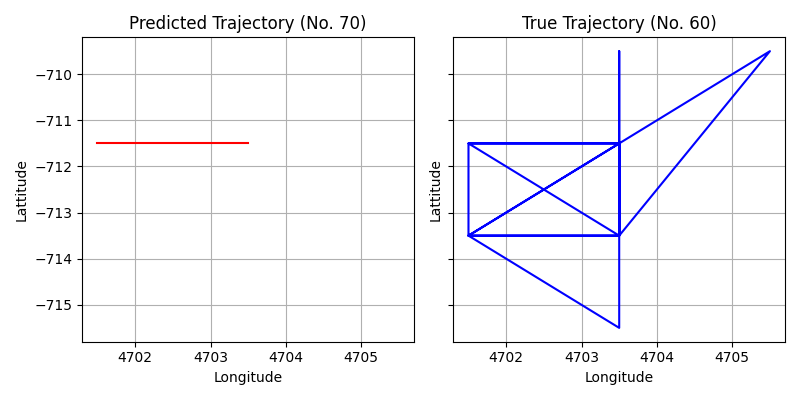 Predicted Trajectory (No. 70)
True Trajectory (No. 60)
−710
−711
−712
−713
−714
−715
Lattitude
Lattitude
4702 4703 4704 4705
4702 4703 4704 4705
Longitude
Longitude